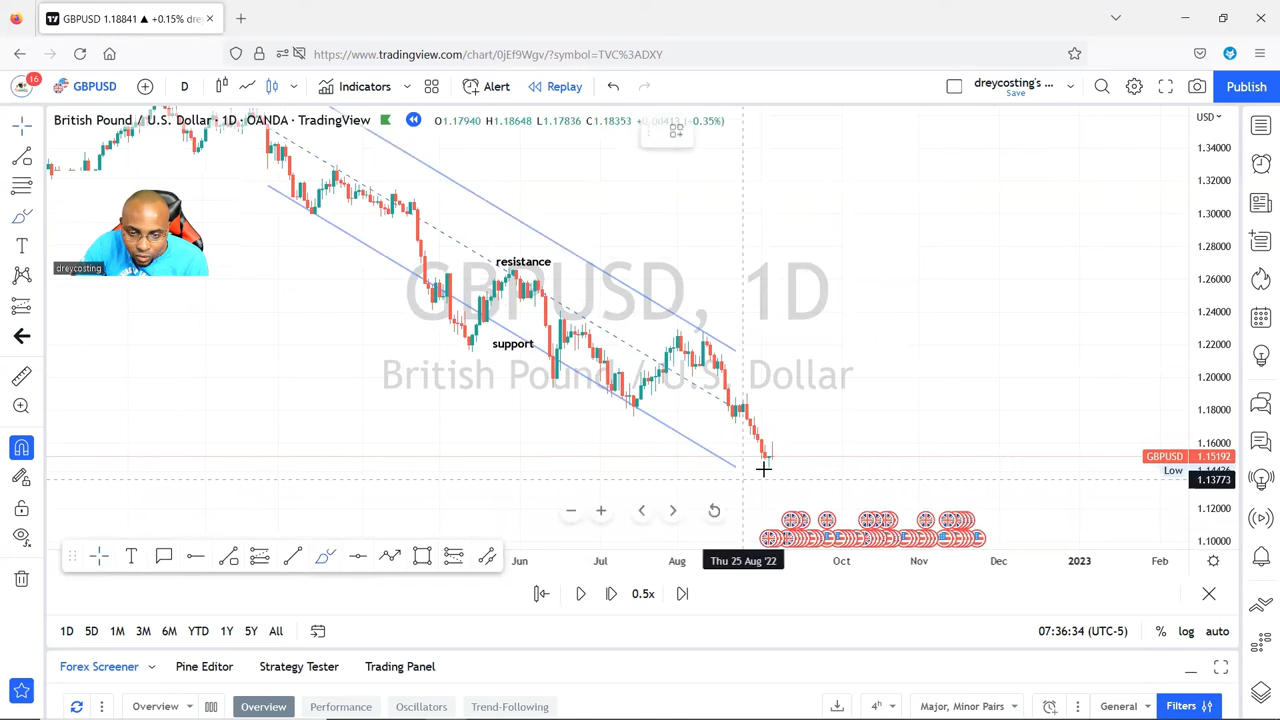 GBPUSD 1.18841 ▲ +0.15% dre
https://www.tradingview.com/chart/0jEf9Wgv/?symbol=TVC%3ADXY
16
GBPUSD
D
Indicators
Alert
Replay
dreycosting's ...
Save
Publish
British Pound / U.S. Dollar · 1D · OANDA · TradingView
O1.17940 H1.18648 L1.17836 C1.18353
USD
1.34000
1.32000
1.30000
1.28000
1.26000
1.24000
1.22000
1.20000
1.18000
1.16000
GBPUSD 1.15192
Low
1.13773
1.12000
1.10000
dreycosting
resistance
support
GBPUSD, 1D
British Pound / U.S. Dollar
Jun
Jul
Aug
Thu 25 Aug '22
Oct
Nov
Dec
2023
Feb
0.5x
1D 5D 1M 3M 6M YTD 1Y 5Y All
07:36:34 (UTC-5)
% log auto
Forex Screener
Pine Editor
Strategy Tester
Trading Panel
Overview
Overview
Performance
Oscillators
Trend-Following
4h
Major, Minor Pairs
General
Filters